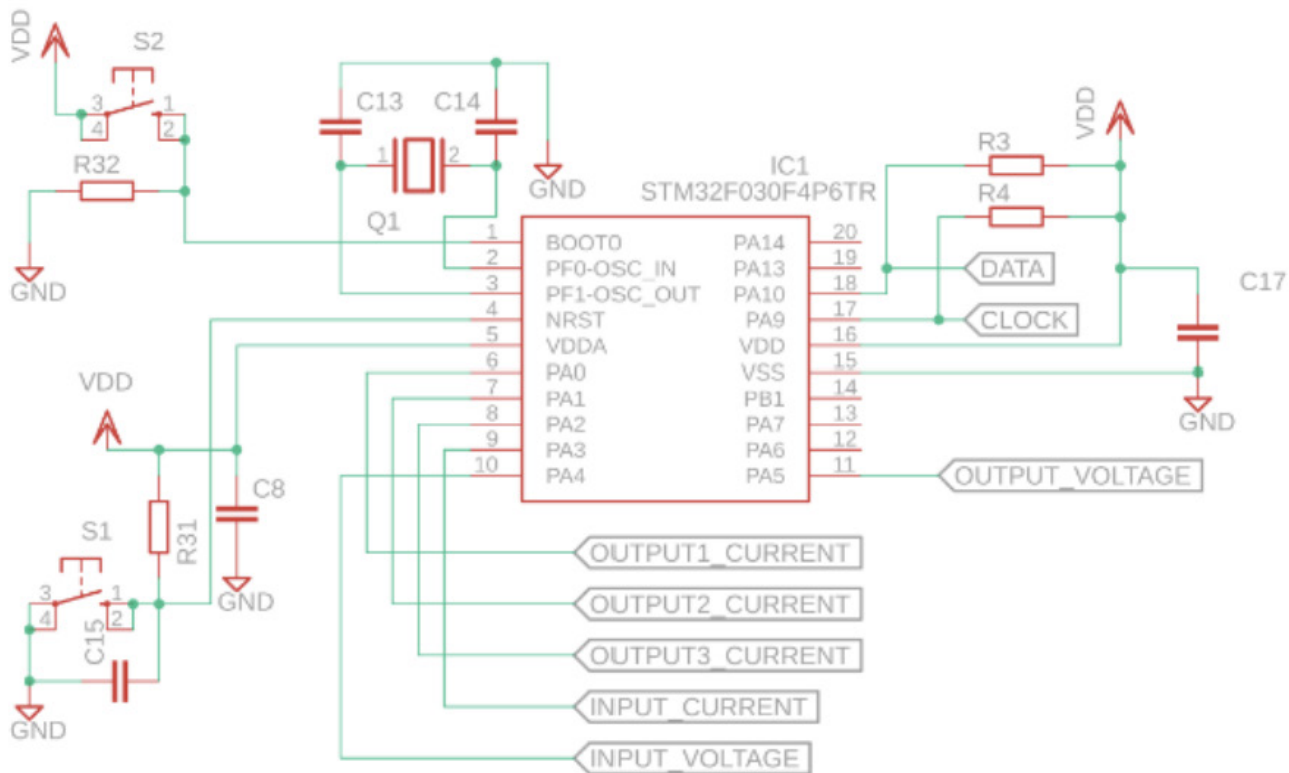 VDD
S2
3
1
4
2
R32
GND
C13
C14
1
2
Q1
GND
IC1
STM32F030F4P6TR
1
BOOT0
2
PF0-OSC_IN
3
PF1-OSC_OUT
4
NRST
5
VDDA
6
PA0
7
PA1
8
PA2
9
PA3
10
PA4
PA14
20
PA13
19
PA10
18
PA9
17
VDD
16
VSS
15
PB1
14
PA7
13
PA6
12
PA5
11
R3
R4
VDD
DATA
CLOCK
C17
GND
OUTPUT_VOLTAGE
VDD
R31
C8
GND
S1
3
1
4
2
C15
GND
OUTPUT1_CURRENT
OUTPUT2_CURRENT
OUTPUT3_CURRENT
INPUT_CURRENT
INPUT_VOLTAGE